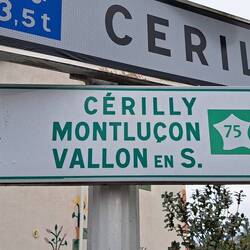 3,5t
CERIL
CÉRILLY
MONTLUÇON
75
VALLON EN S.